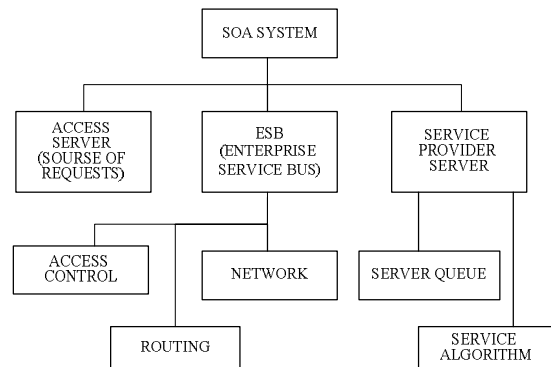 SOA SYSTEM
ACCESS
SERVER
(SOURSE OF
REQUESTS)
ESB
(ENTERPRISE
SERVICE BUS)
SERVICE
PROVIDER
SERVER
ACCESS
CONTROL
NETWORK
SERVER QUEUE
ROUTING
SERVICE
ALGORITHM